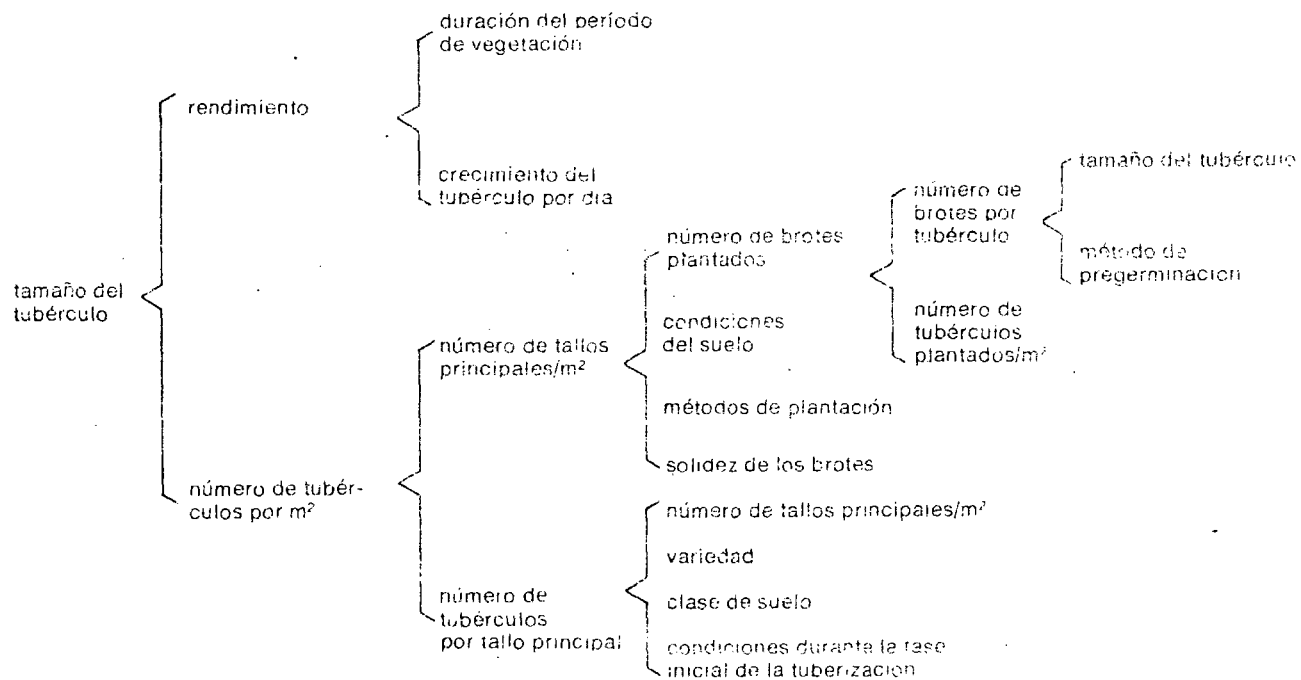 duración del período
de vegetación
rendimiento
crecimiento del
tubérculo por día
tamaño del
tubérculo
número de tubér-
culos por m²
número de tallos
principales/m²
número de
tubérculos
por tallo principal
número de brotes
plantados
condiciones
del suelo
métodos de plantación
solidez de los brotes
número de tallos principales/m²
variedad
clase de suelo
condiciones durante la fase
inicial de la tuberización
número de
brotes por
tubérculo
número de
tubérculos
plantados/m²
tamaño del tubérculo
método de
pregerminación